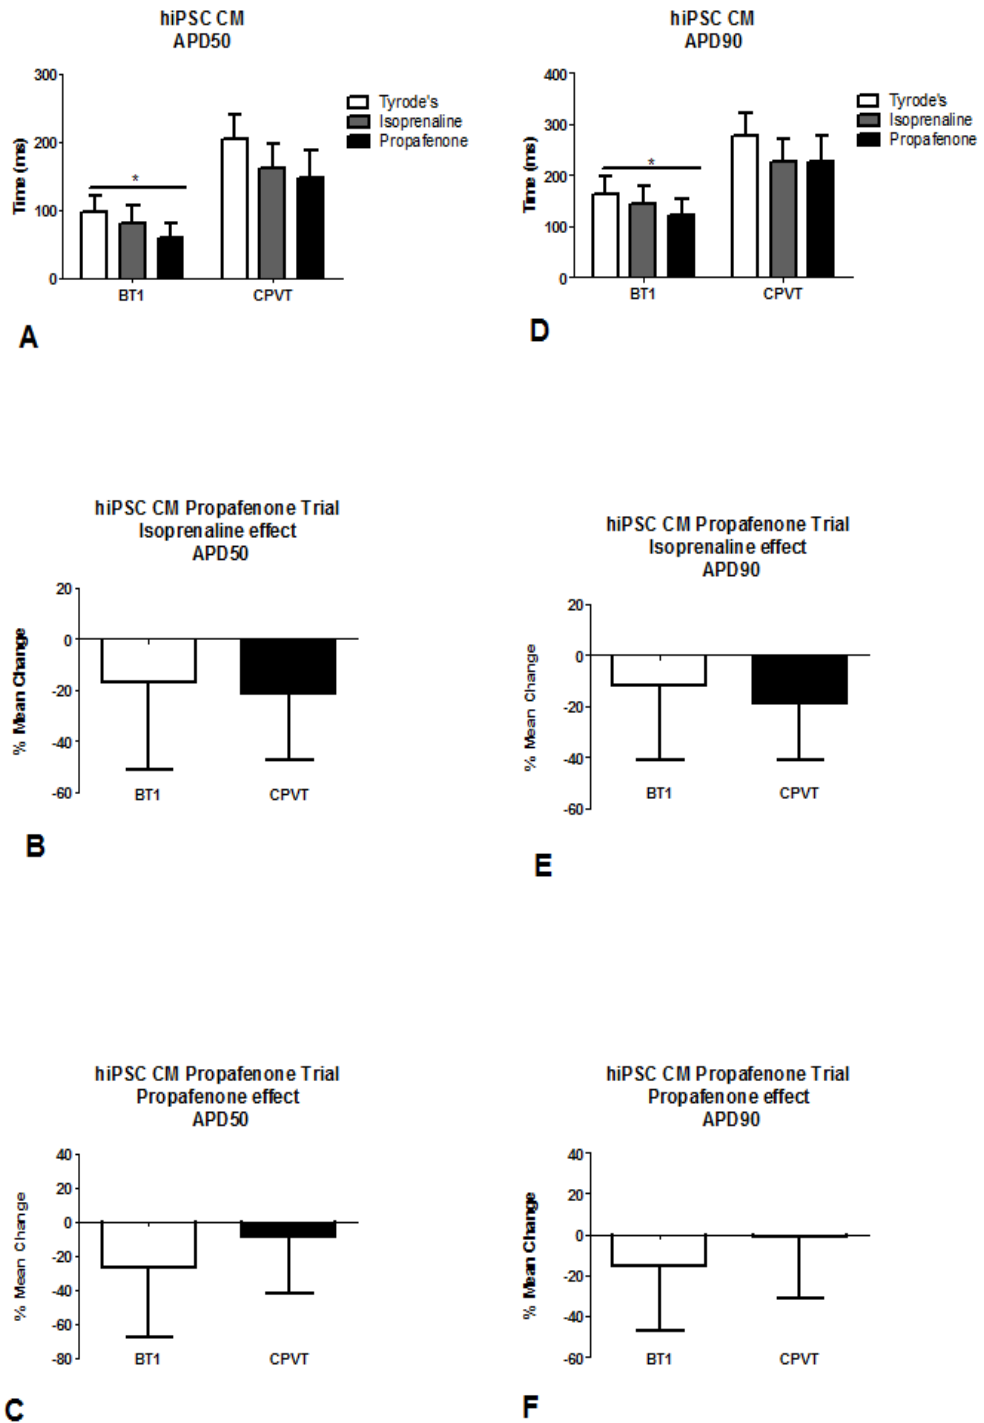 hiPSC CM
APD50
300
200
100
0
Time (ms)
*
Tyrode's
Isoprenaline
Propafenone
BT1
CPVT
A
hiPSC CM
APD90
400
300
200
100
0
Time (ms)
*
Tyrode's
Isoprenaline
Propafenone
BT1
CPVT
D
hiPSC CM Propafenone Trial
Isoprenaline effect
APD50
20
0
-20
-40
-60
% Mean Change
BT1
CPVT
B
hiPSC CM Propafenone Trial
Isoprenaline effect
APD90
20
0
-20
-40
-60
% Mean Change
BT1
CPVT
E
hiPSC CM Propafenone Trial
Propafenone effect
APD50
40
20
0
-20
-40
-60
-80
% Mean Change
BT1
CPVT
C
hiPSC CM Propafenone Trial
Propafenone effect
APD90
40
20
0
-20
-40
-60
% Mean Change
BT1
CPVT
F